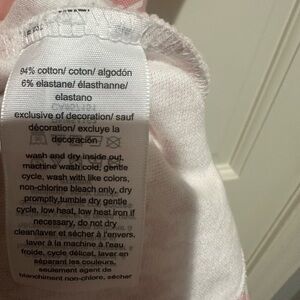 94% cotton/ coton/ algodón
6% elastane/ élasthanne/
elastano
exclusive of decoration/ sauf
décoration/ excluye la
decoración
wash and dry inside out,
machine wash cold, gentle
cycle, wash with like colors,
non-chlorine bleach only, dry
promptly,tumble dry gentle
cycle, low heat, low heat iron if
necessary, do not dry
clean/laver et sécher à l'envers,
laver à la machine à l'eau
froide, cycle délicat, laver en
séparant les couleurs,
seulement agent de
blanchiment non-chlore, sécher